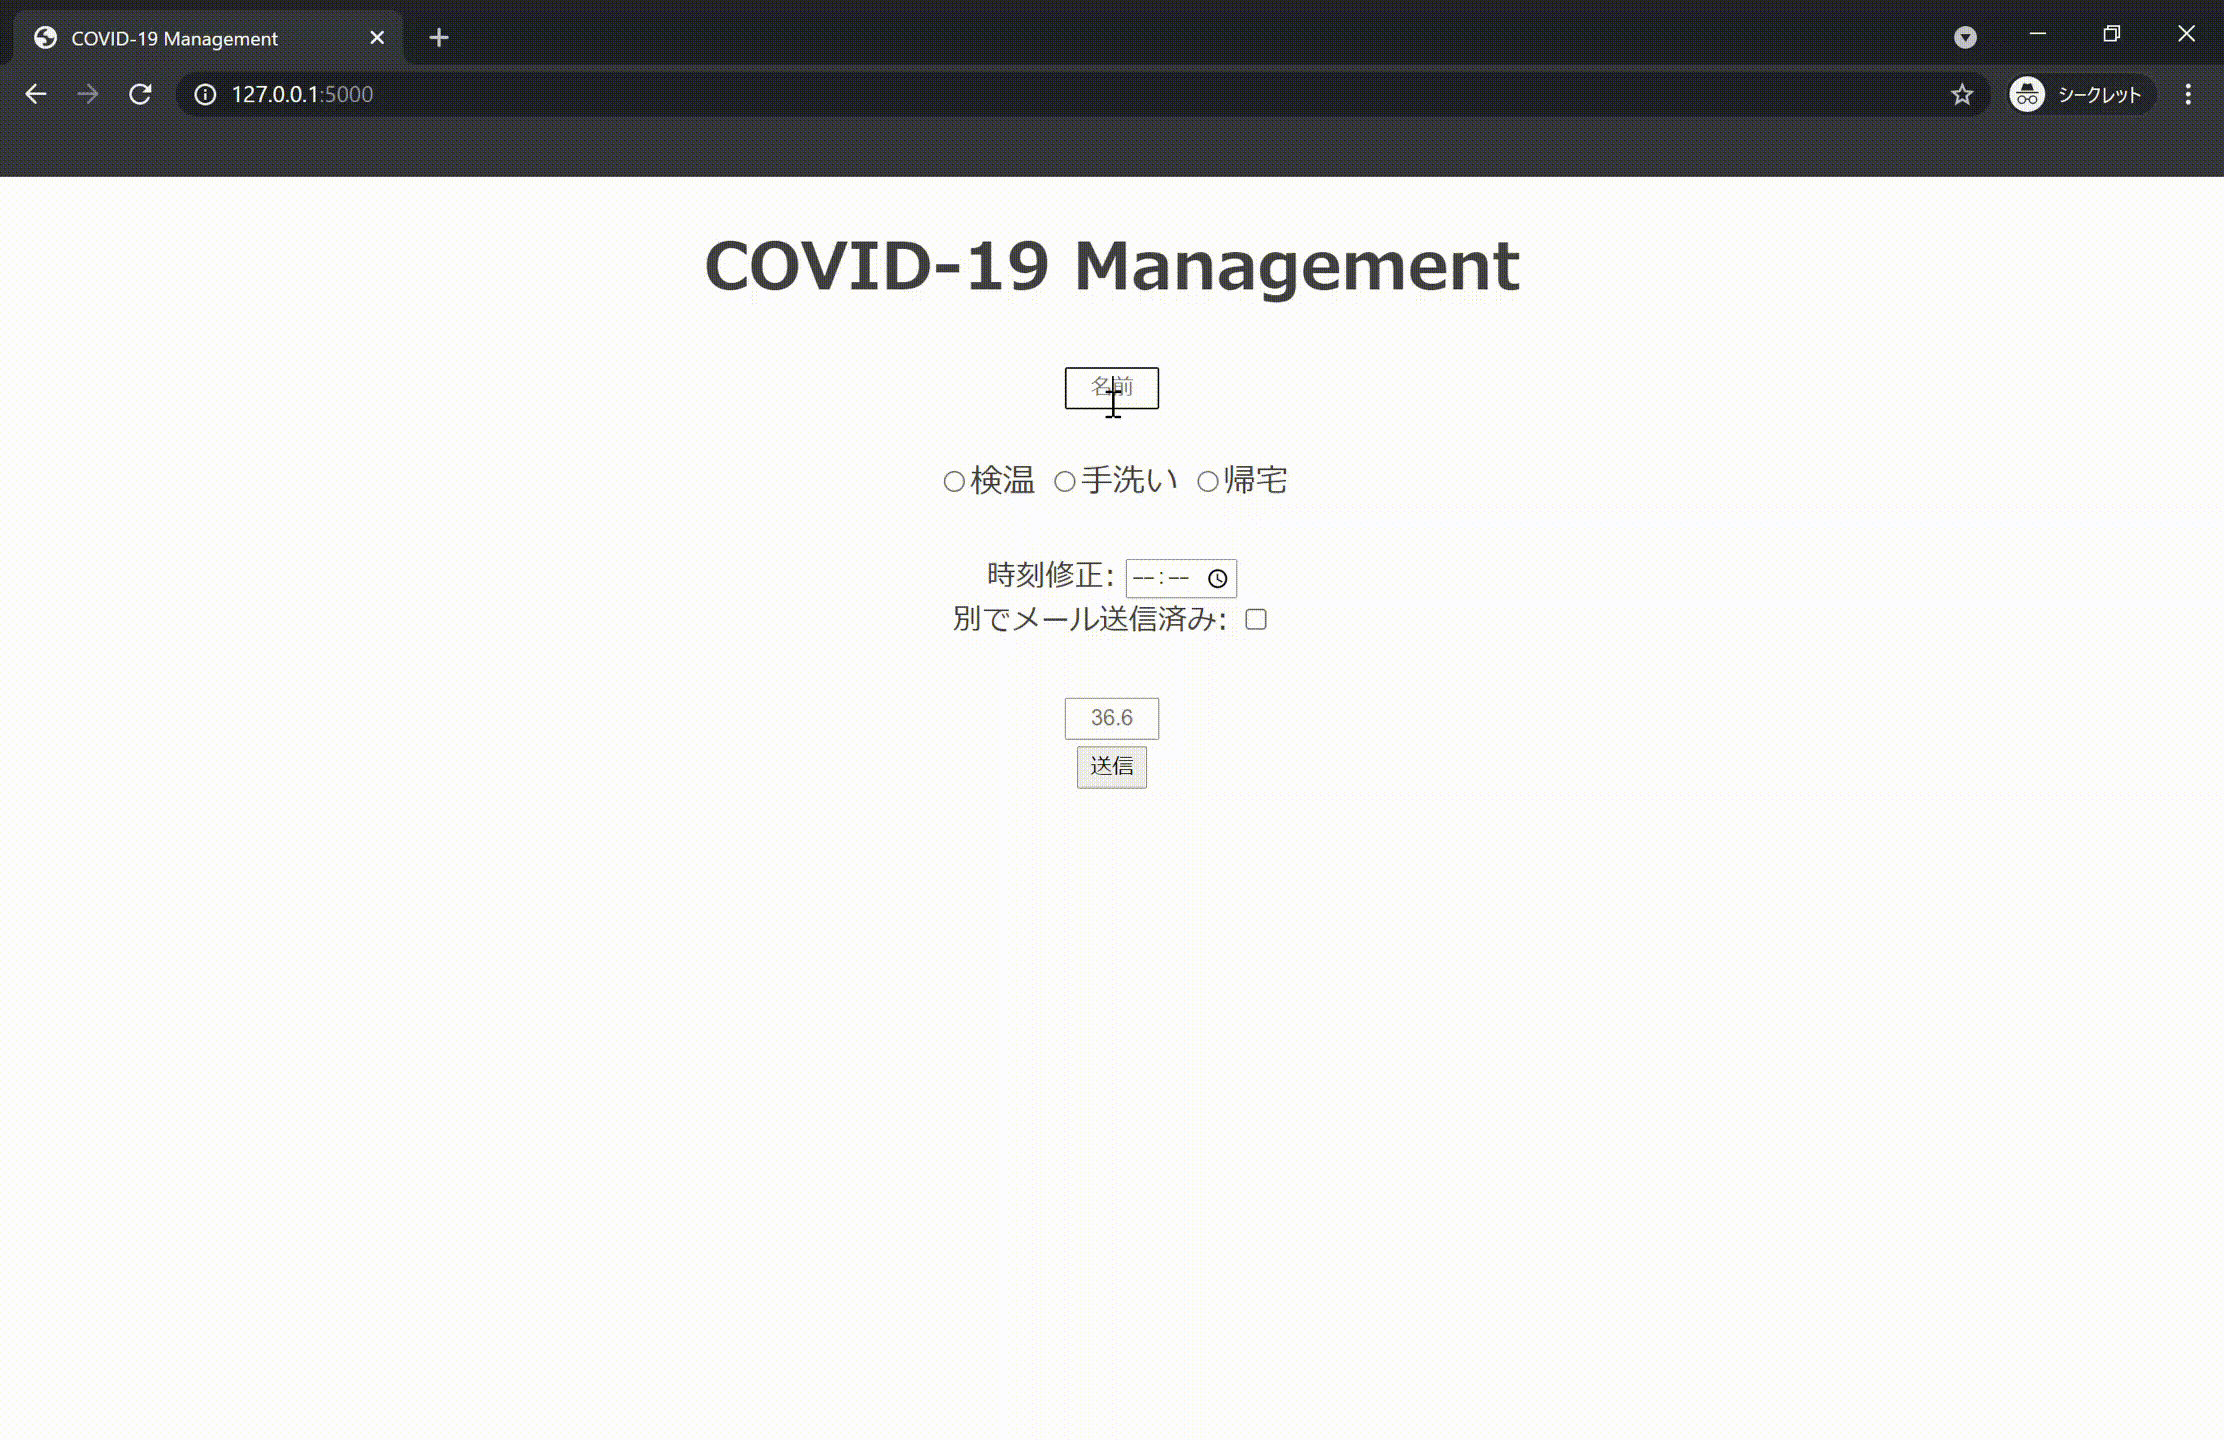 COVID-19 Management
127.0.0.1:5000
シークレット
COVID-19 Management
名前
検温 手洗い 帰宅
時刻修正: --:--
別でメール送信済み:
36.6
送信